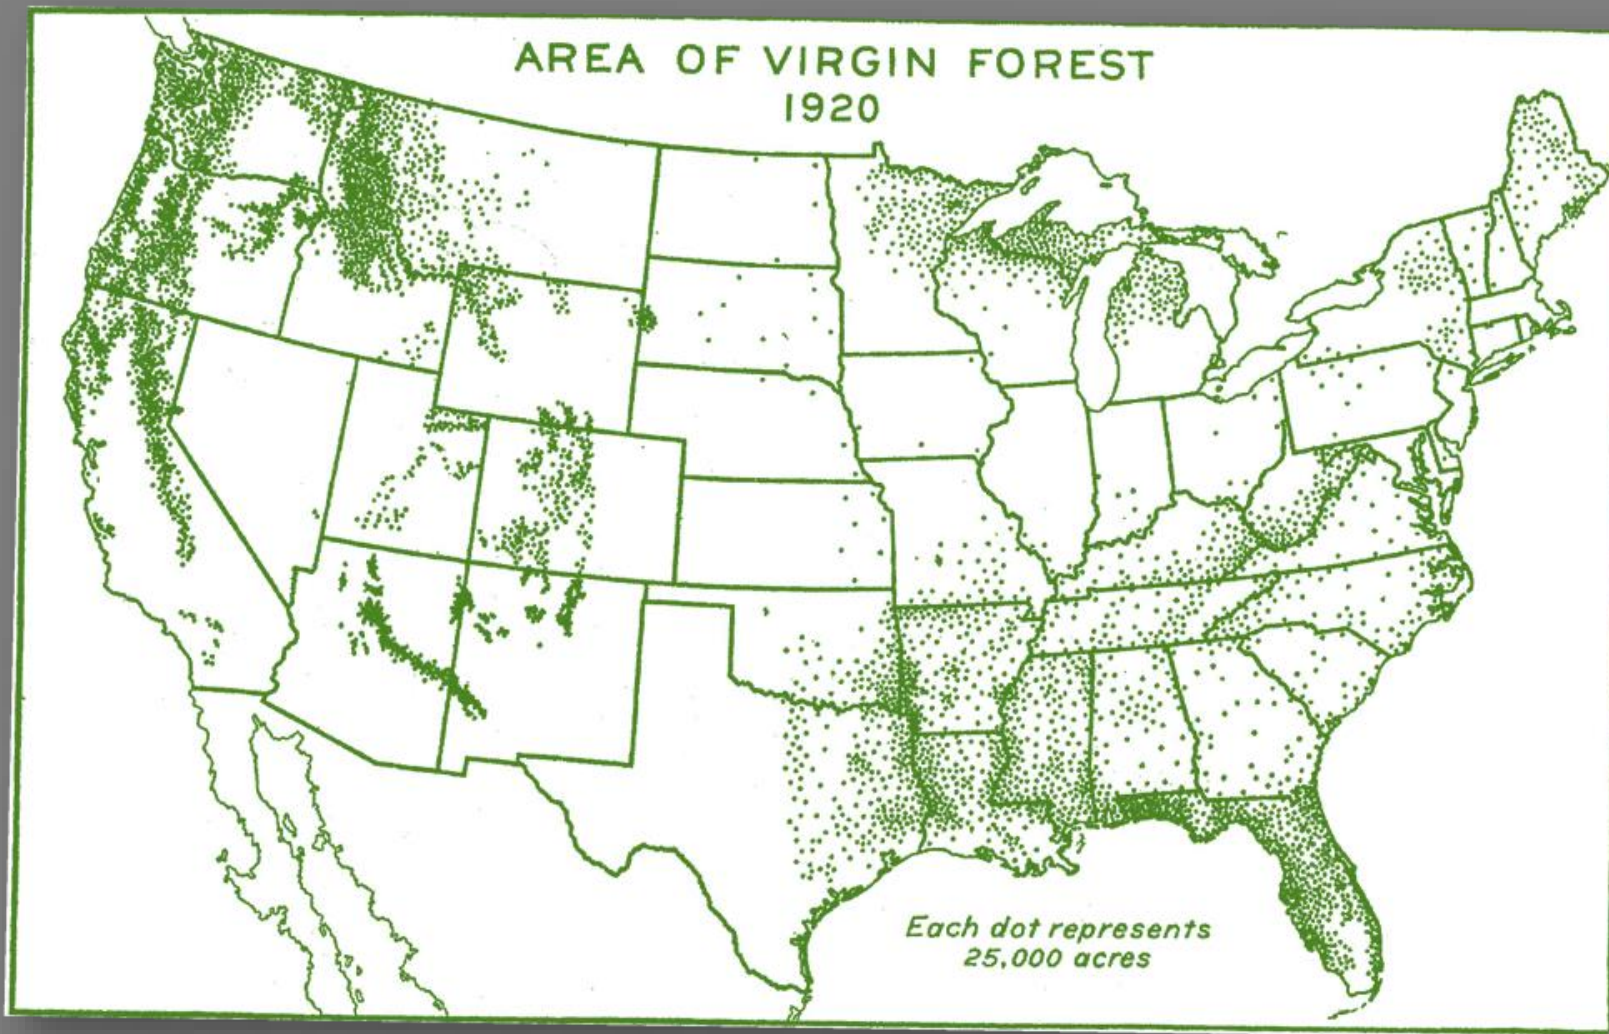 AREA OF VIRGIN FOREST
1920
Each dot represents
25,000 acres